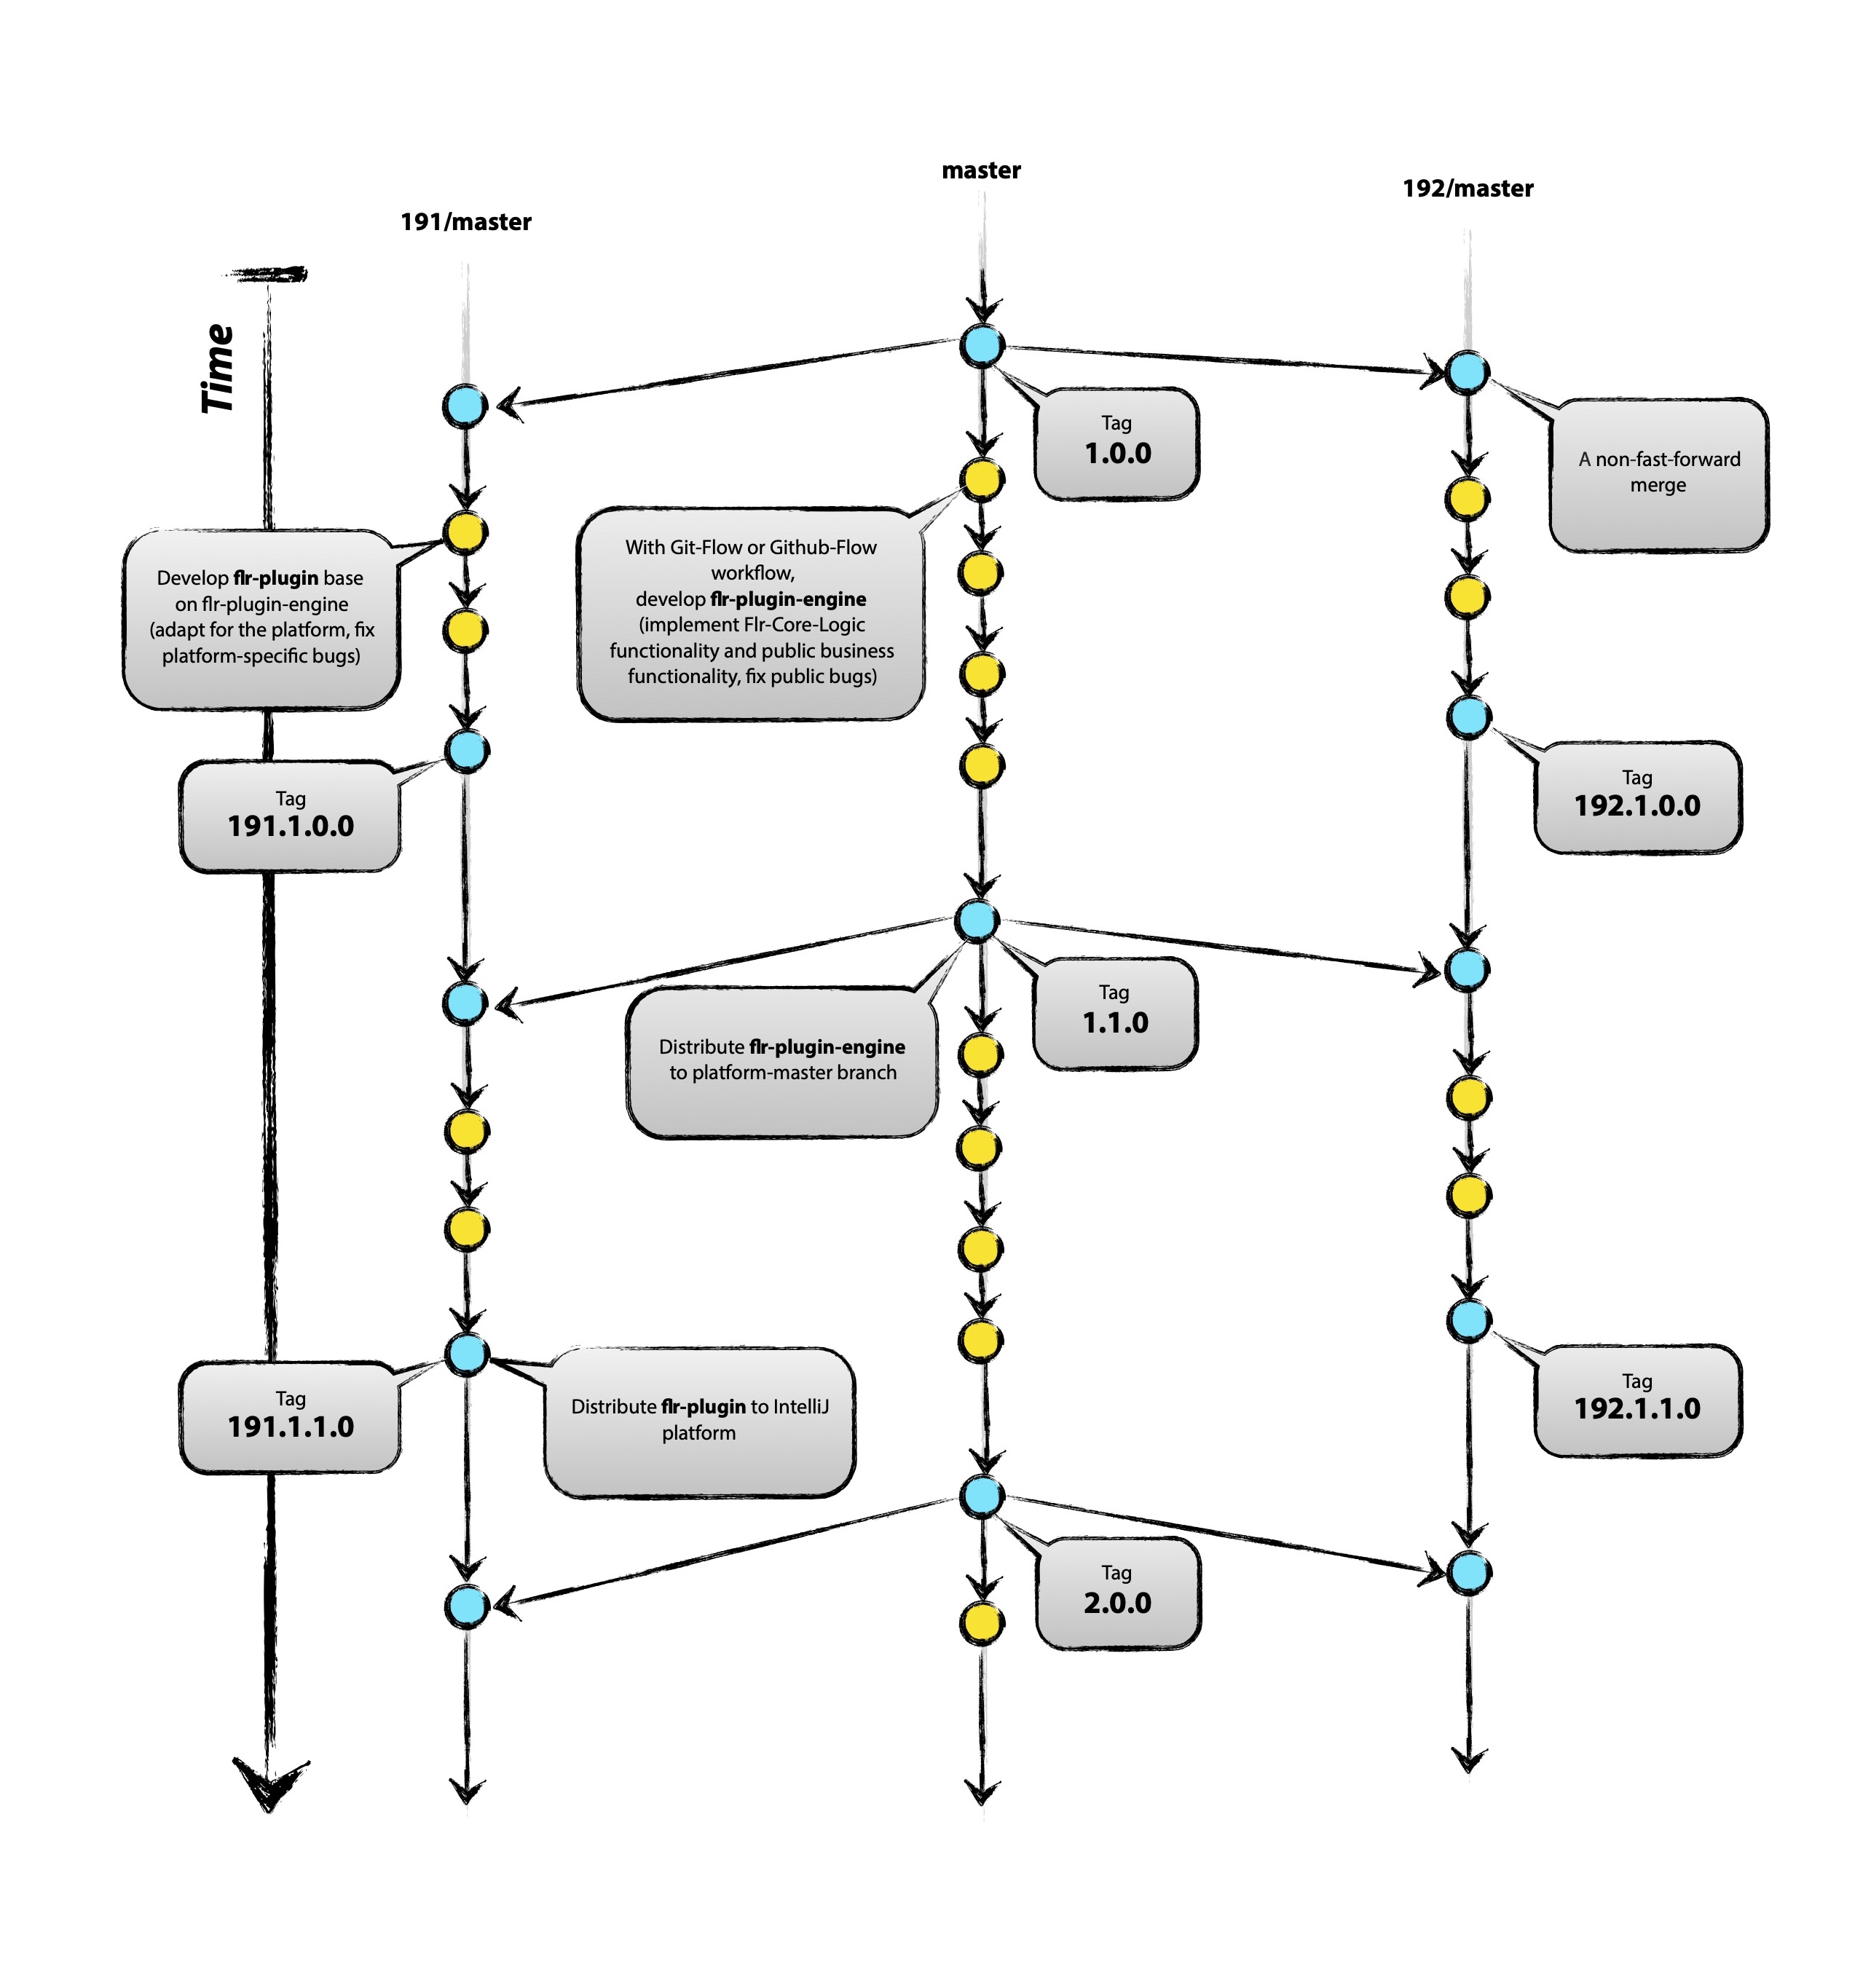 master
192/master
191/master
Time
Tag
1.0.0
A non-fast-forward
merge
With Git-Flow or Github-Flow
workflow,
develop flr-plugin-engine
(implement Flr-Core-Logic
functionality and public business
functionality, fix public bugs)
Develop flr-plugin base
on flr-plugin-engine
(adapt for the platform, fix
platform-specific bugs)
Tag
191.1.0.0
Tag
192.1.0.0
Tag
1.1.0
Distribute flr-plugin-engine
to platform-master branch
Tag
191.1.1.0
Distribute flr-plugin to IntelliJ
platform
Tag
192.1.1.0
Tag
2.0.0